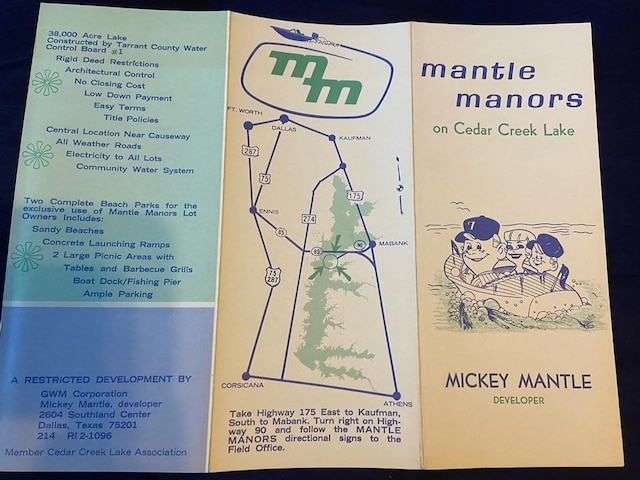 38,000 Acre Lake
Constructed by Tarrant County Water
Control Board #1
Rigid Deed Restrictions
Architectural Control
No Closing Cost
Low Down Payment
Easy Terms
Title Policies
Central Location Near Causeway
All Weather Roads
Electricity to All Lots
Community Water System
Two Complete Beach Parks for the
exclusive use of Mantle Manors Lot
Owners Includes:
Sandy Beaches
Concrete Launching Ramps
2 Large Picnic Areas with
Tables and Barbecue Grills
Boat Dock/Fishing Pier
Ample Parking
A RESTRICTED DEVELOPMENT BY
GWM Corporation
Mickey Mantle, developer
2604 Southland Center
Dallas, Texas 75201
214 RI 2-1096
Member Cedar Creek Lake Association
mm
FT. WORTH
DALLAS
KAUFMAN
287
75
175
ENNIS
274
85
90
MABANK
85
75
287
CORSICANA
ATHENS
Take Highway 175 East to Kaufman,
South to Mabank. Turn right on High-
way 90 and follow the MANTLE
MANORS directional signs to the
Field Office.
mantle
manors
on Cedar Creek Lake
7
MICKEY MANTLE
DEVELOPER